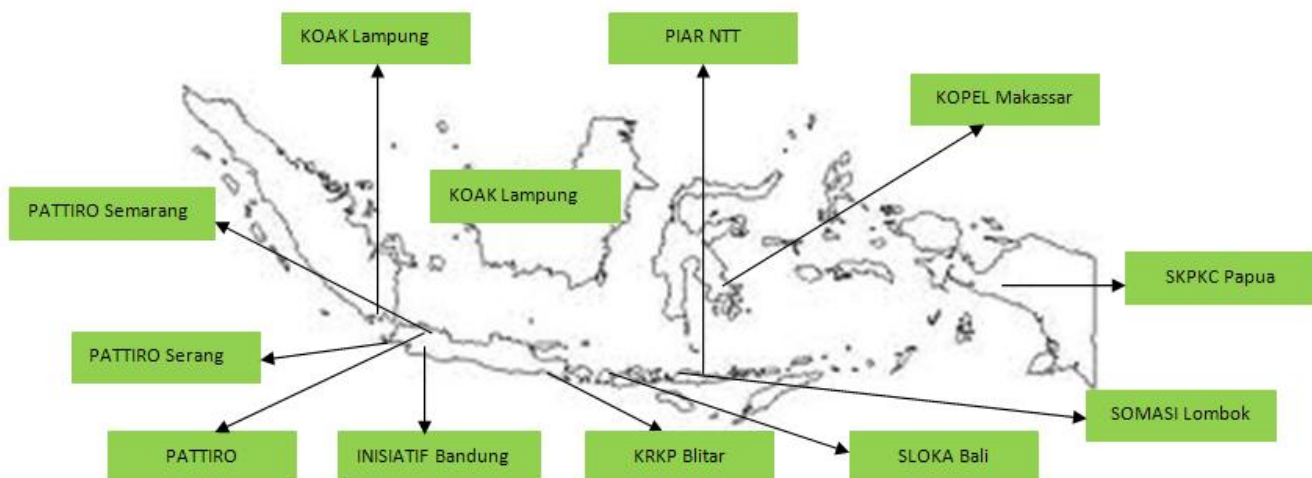 KOAK Lampung
PIAR NTT
KOPEL Makassar
KOAK Lampung
PATTIRO Semarang
SKPKC Papua
PATTIRO Serang
SOMASI Lombok
PATTIRO
INISIATIF Bandung
KRKP Blitar
SLOKA Bali